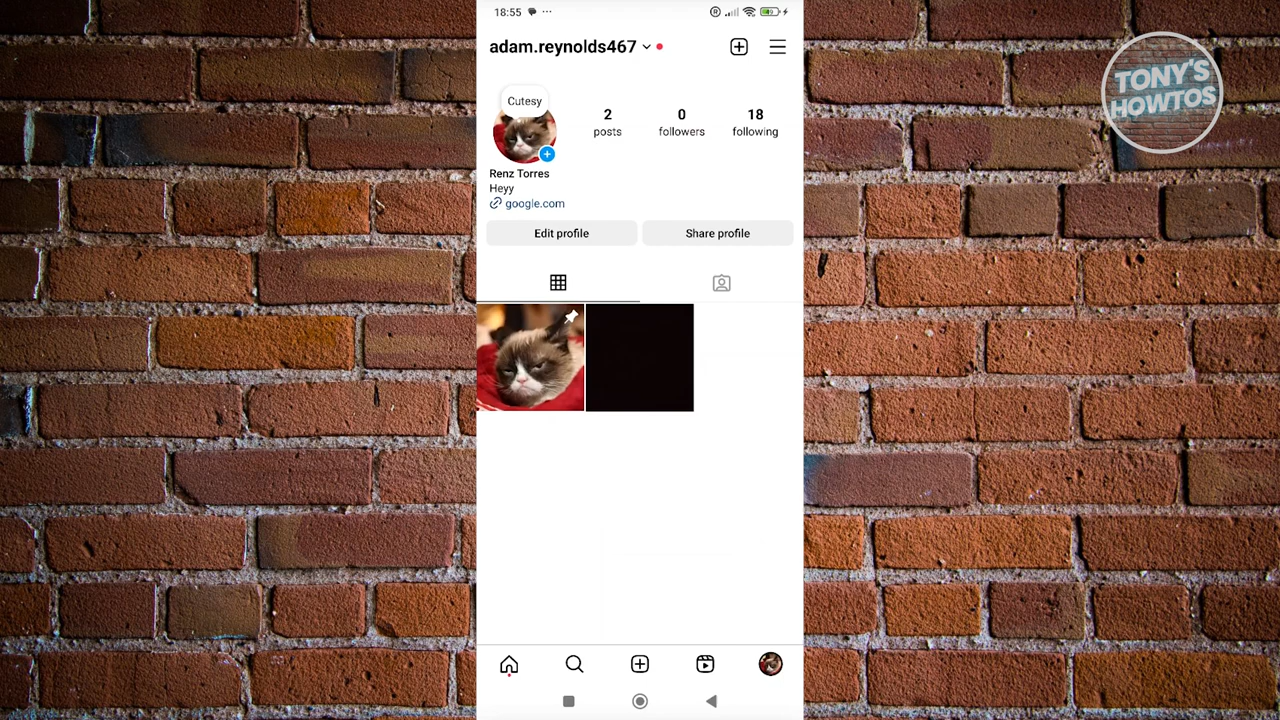 18:55
adam.reynolds467
TONY'S
HOWTOS
Cutesy
2
0
18
posts
followers
following
Renz Torres
Heyy
google.com
Edit profile
Share profile